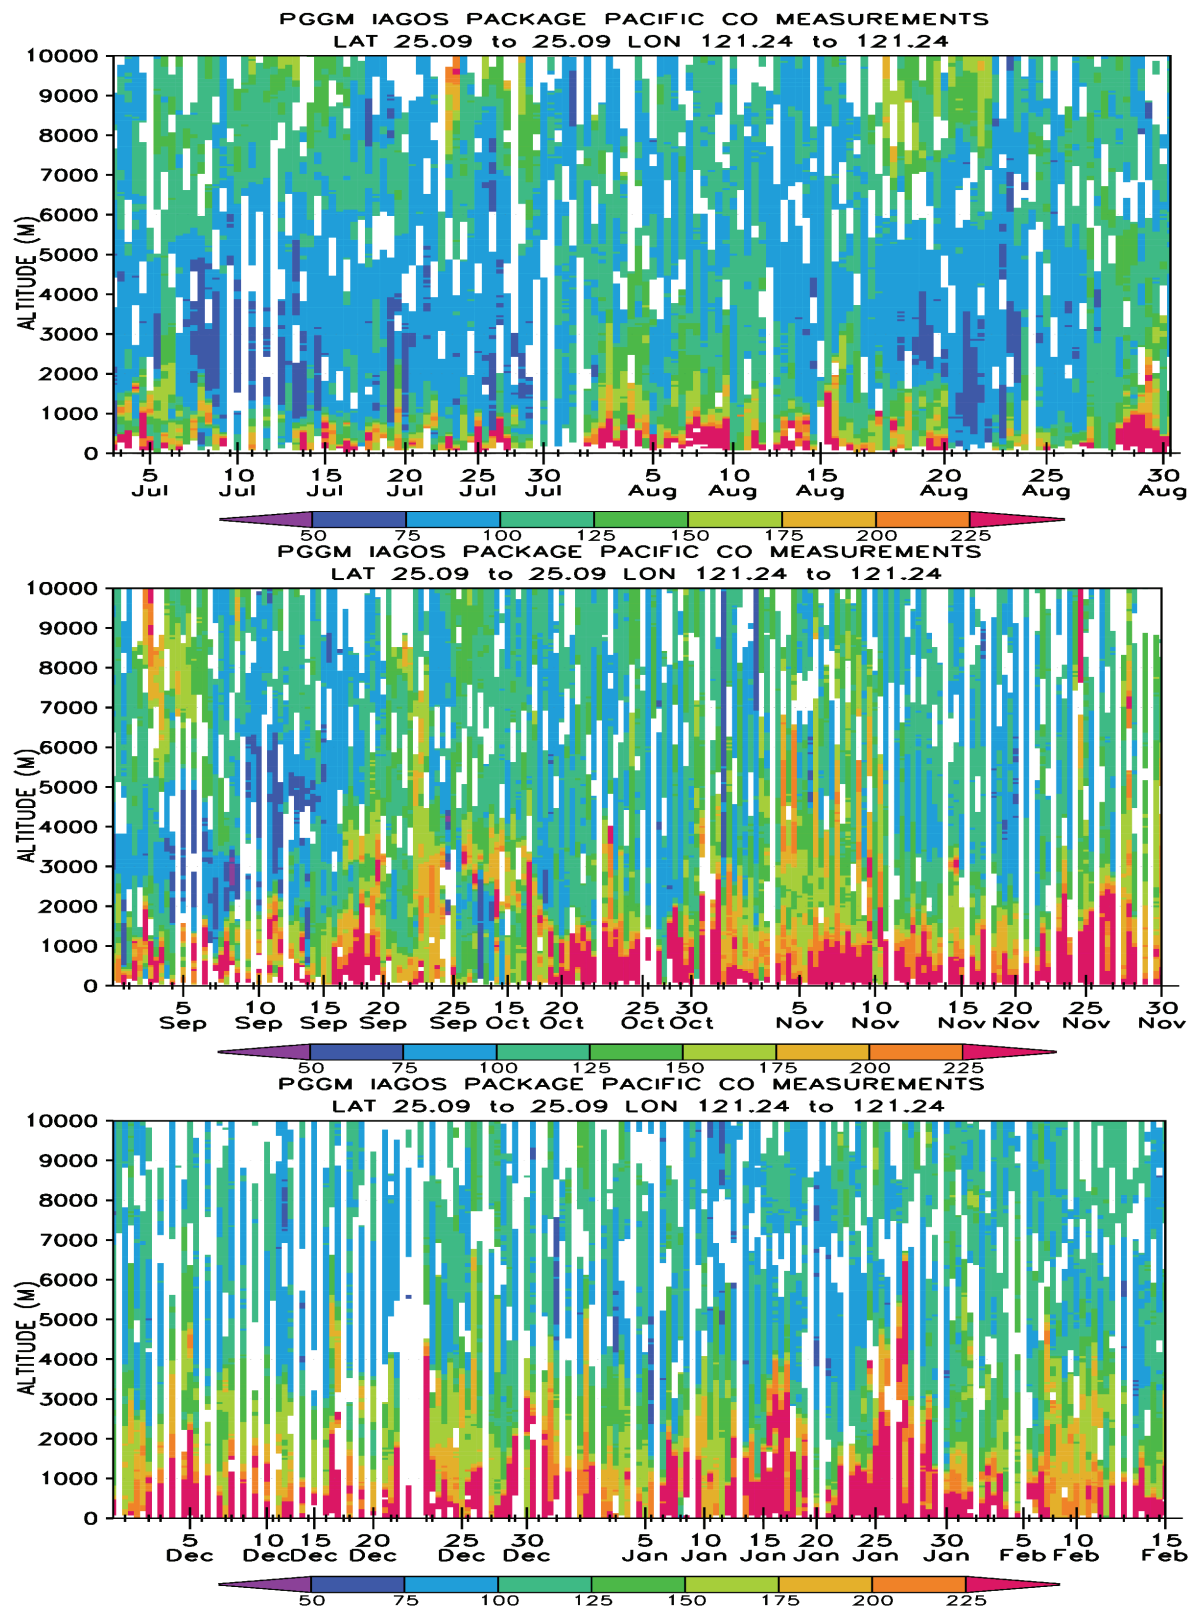 PGGM IAGOS PACKAGE PACIFIC CO MEASUREMENTS
LAT 25.09 to 25.09 LON 121.24 to 121.24
10000
9000
8000
7000
6000
5000
4000
3000
2000
1000
0
ALTITUDE (M)
5 10 15 20 25 30 5 10 15 20 25 30
Jul Jul Jul Jul Jul Jul Aug Aug Aug Aug Aug Aug
50 75 100 125 150 175 200 225
PGGM IAGOS PACKAGE PACIFIC CO MEASUREMENTS
LAT 25.09 to 25.09 LON 121.24 to 121.24
10000
9000
8000
7000
6000
5000
4000
3000
2000
1000
0
ALTITUDE (M)
5 10 15 20 25 15 20 25 30 5 10 15 20 25 30
Sep Sep Sep Sep Sep Oct Oct Oct Oct Nov Nov Nov Nov Nov Nov
50 75 100 125 150 175 200 225
PGGM IAGOS PACKAGE PACIFIC CO MEASUREMENTS
LAT 25.09 to 25.09 LON 121.24 to 121.24
10000
9000
8000
7000
6000
5000
4000
3000
2000
1000
0
ALTITUDE (M)
5 10 15 20 25 30 5 10 15 20 25 30 5 10 15
Dec Dec Dec Dec Dec Dec Jan Jan Jan Jan Jan Jan Feb Feb Feb
50 75 100 125 150 175 200 225